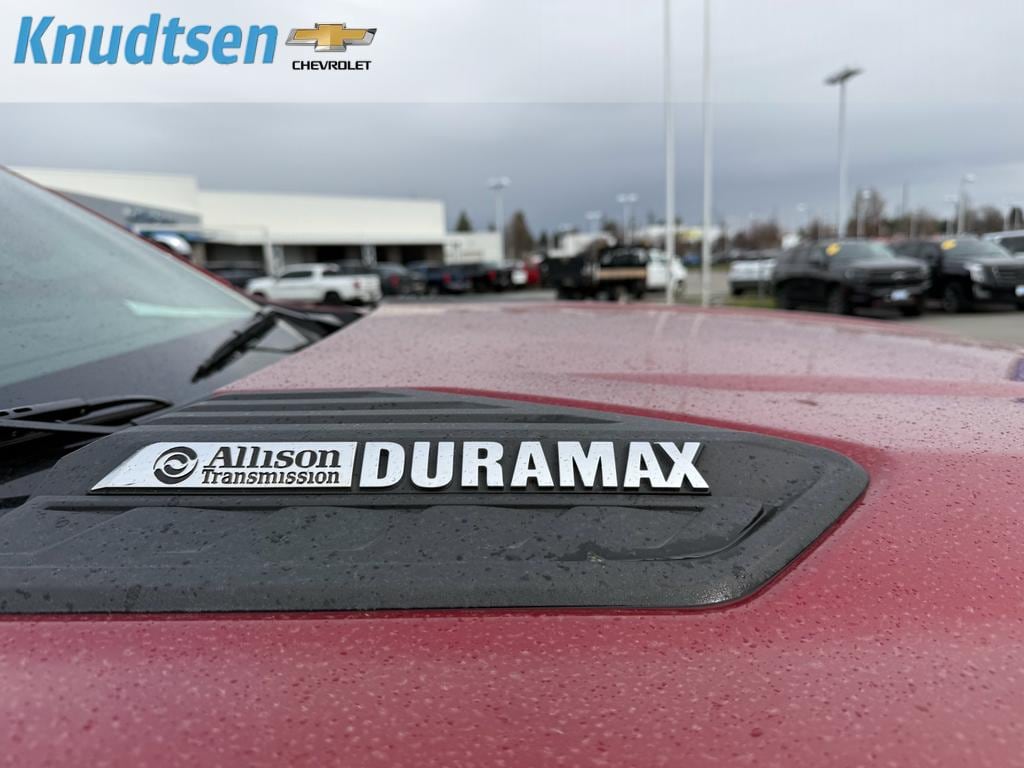 Knudtsen
CHEVROLET
Allison
Transmission
DURAMAX